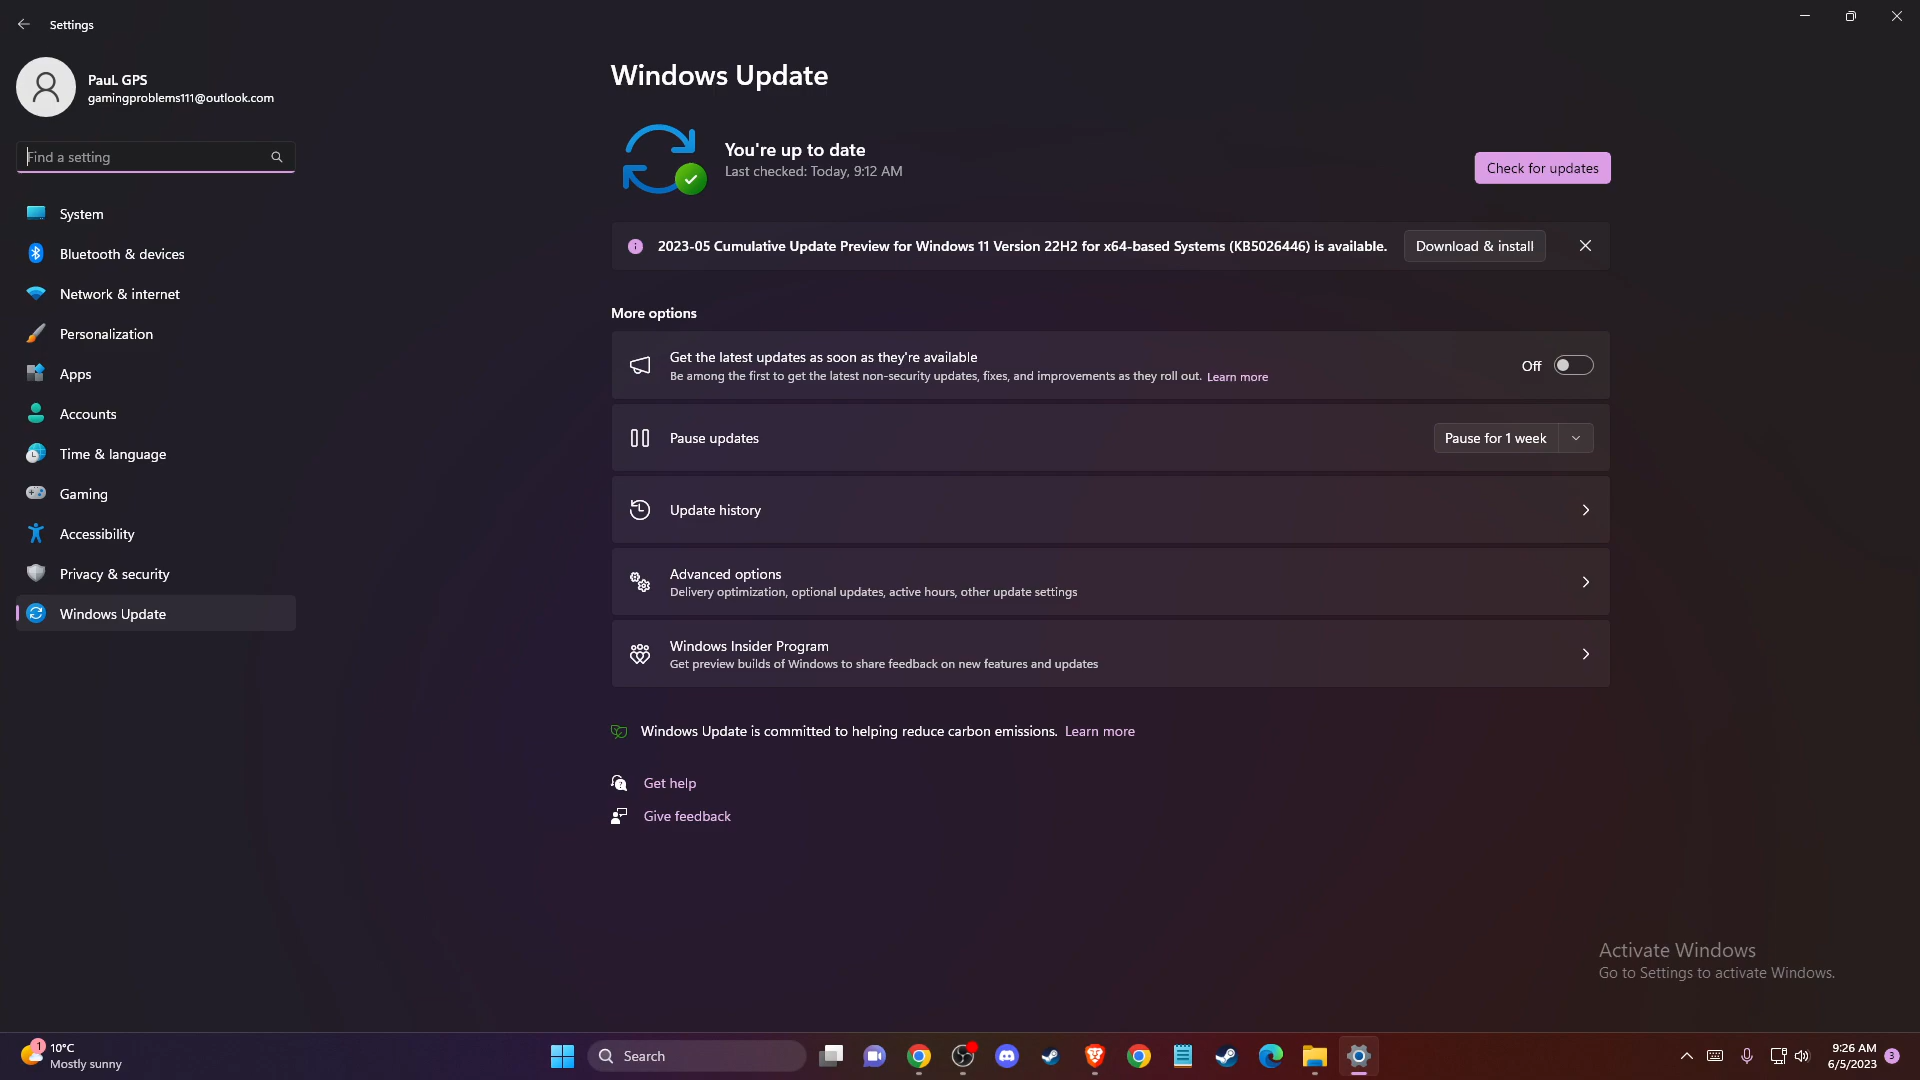 Settings
PauL GPS
gamingproblems111@outlook.com
Find a setting
System
Bluetooth & devices
Network & internet
Personalization
Apps
Accounts
Time & language
Gaming
Accessibility
Privacy & security
Windows Update
Windows Update
You're up to date
Last checked: Today, 9:12 AM
Check for updates
2023-05 Cumulative Update Preview for Windows 11 Version 22H2 for x64-based Systems (KB5026446) is available.
Download & install
More options
Get the latest updates as soon as they're available
Be among the first to get the latest non-security updates, fixes, and improvements as they roll out. Learn more
Off
Pause updates
Pause for 1 week
Update history
Advanced options
Delivery optimization, optional updates, active hours, other update settings
Windows Insider Program
Get preview builds of Windows to share feedback on new features and updates
Windows Update is committed to helping reduce carbon emissions. Learn more
Get help
Give feedback
Activate Windows
Go to Settings to activate Windows.
1
10°C
Mostly sunny
Search
9:26 AM
6/5/2023
3